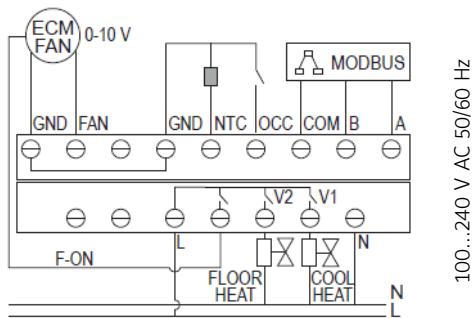 ECM
FAN
0-10 V
MODBUS
GND FAN GND NTC OCC COM B A
V2 V1
L N
F-ON
FLOOR
HEAT
COOL
HEAT
N
L
100...240 V AC 50/60 Hz